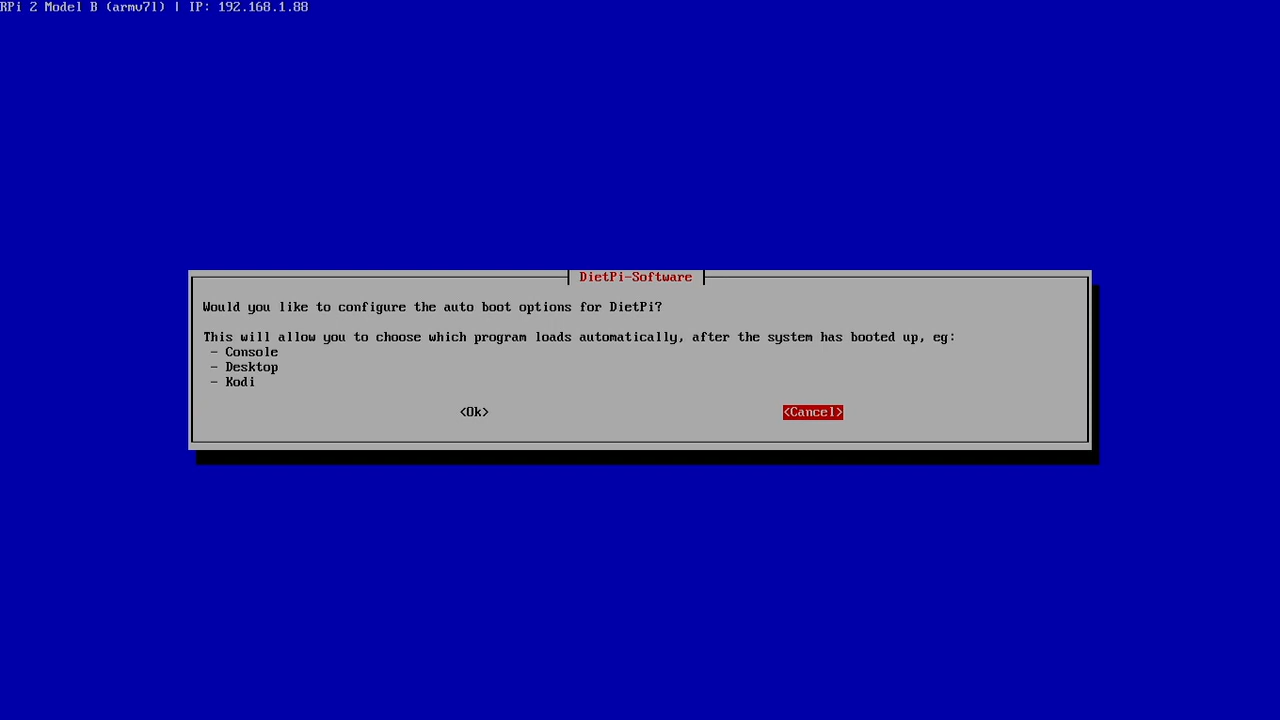 RPi 2 Model B (armv7l) | IP: 192.168.1.88
DietPi-Software
Would you like to configure the auto boot options for DietPi?
This will allow you to choose which program loads automatically, after the system has booted up, eg:
- Console
- Desktop
- Kodi
<Ok> <Cancel>